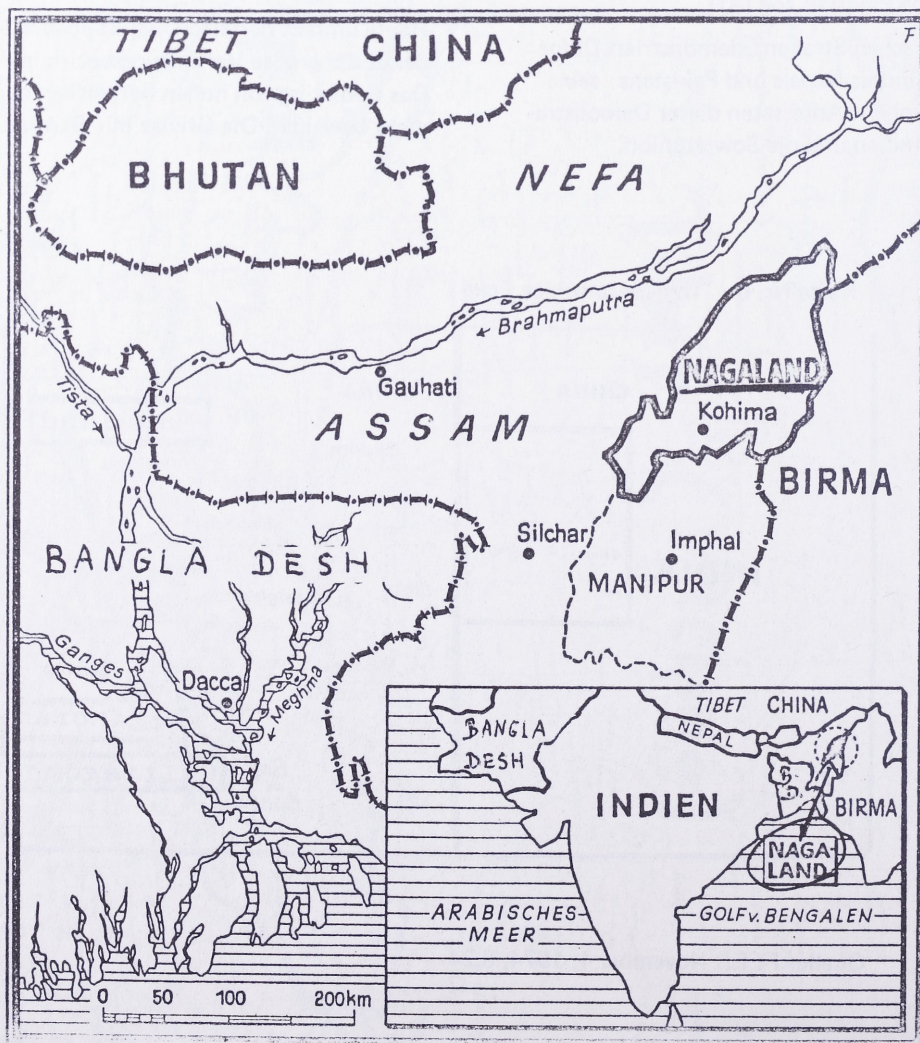 TIBET
CHINA
BHUTAN
NEFA
← Brahmaputra
Tista →
Gauhati
NAGALAND
Kohima
ASSAM
BIRMA
Silchar
Imphal
MANIPUR
BANGLA DESH
Ganges
Dacca
Meghna
0 50 100 200km
TIBET CHINA
NEPAL
BANGLA
DESH
INDIEN
B.
D.
BIRMA
NAGA-
LAND
ARABISCHES
MEER
GOLF v. BENGALEN